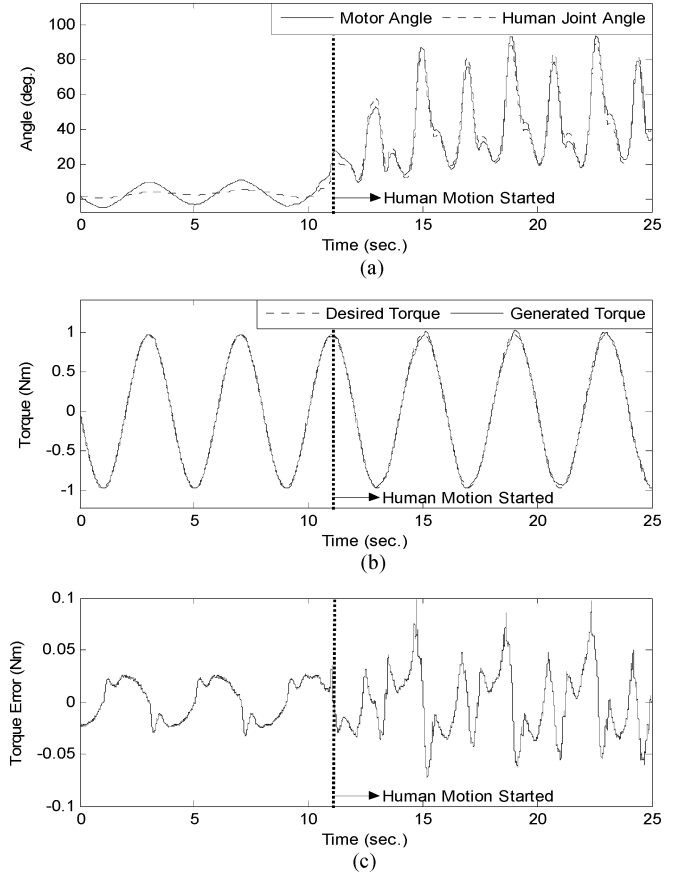 Motor Angle
Human Joint Angle
100
80
60
40
20
0
Angle (deg.)
Human Motion Started
0
5
10
15
20
25
Time (sec.)
(a)
Desired Torque
Generated Torque
1
0.5
0
-0.5
-1
Torque (Nm)
Human Motion Started
0
5
10
15
20
25
Time (sec.)
(b)
0.1
0.05
0
-0.05
-0.1
Torque Error (Nm)
Human Motion Started
0
5
10
15
20
25
Time (sec.)
(c)